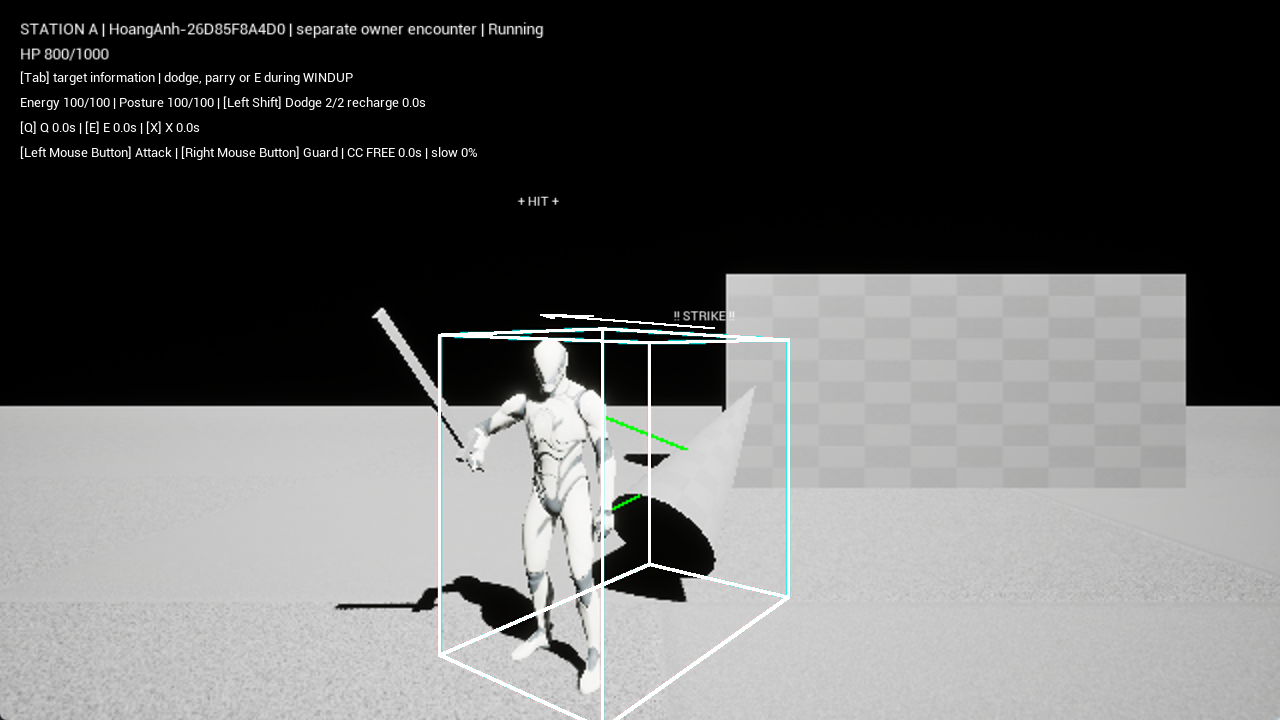 STATION A | HoangAnh-26D85F8A4D0 | separate owner encounter | Running
HP 800/1000
[Tab] target information | dodge, parry or E during WINDUP
Energy 100/100 | Posture 100/100 | [Left Shift] Dodge 2/2 recharge 0.0s
[Q] Q 0.0s | [E] E 0.0s | [X] X 0.0s
[Left Mouse Button] Attack | [Right Mouse Button] Guard | CC FREE 0.0s | slow 0%
+ HIT +
!! STRIKE !!